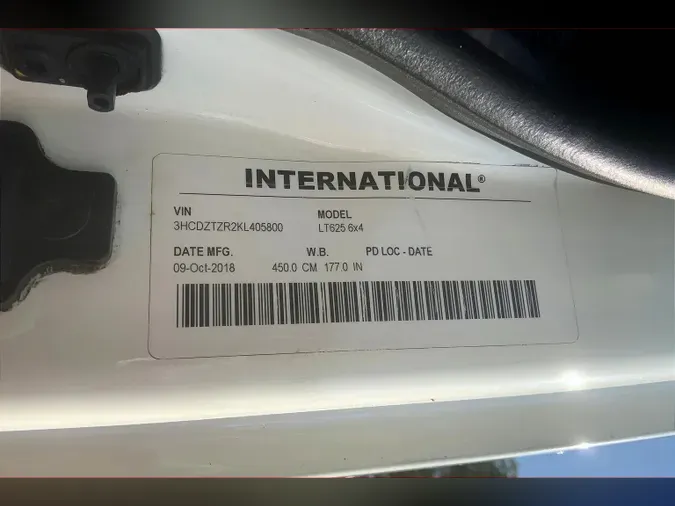 INTERNATIONAL®
VIN MODEL
3HCDZTZR2KL405800 LT625 6x4
DATE MFG. W.B. PD LOC - DATE
09-Oct-2018 450.0 CM 177.0 IN